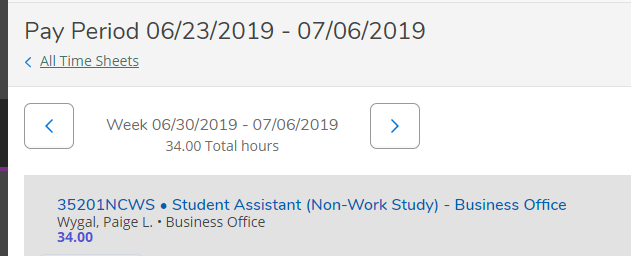 Pay Period 06/23/2019 - 07/06/2019
All Time Sheets
Week 06/30/2019 - 07/06/2019
34.00 Total hours
35201NCWS • Student Assistant (Non-Work Study) - Business Office
Wygal, Paige L. • Business Office
34.00